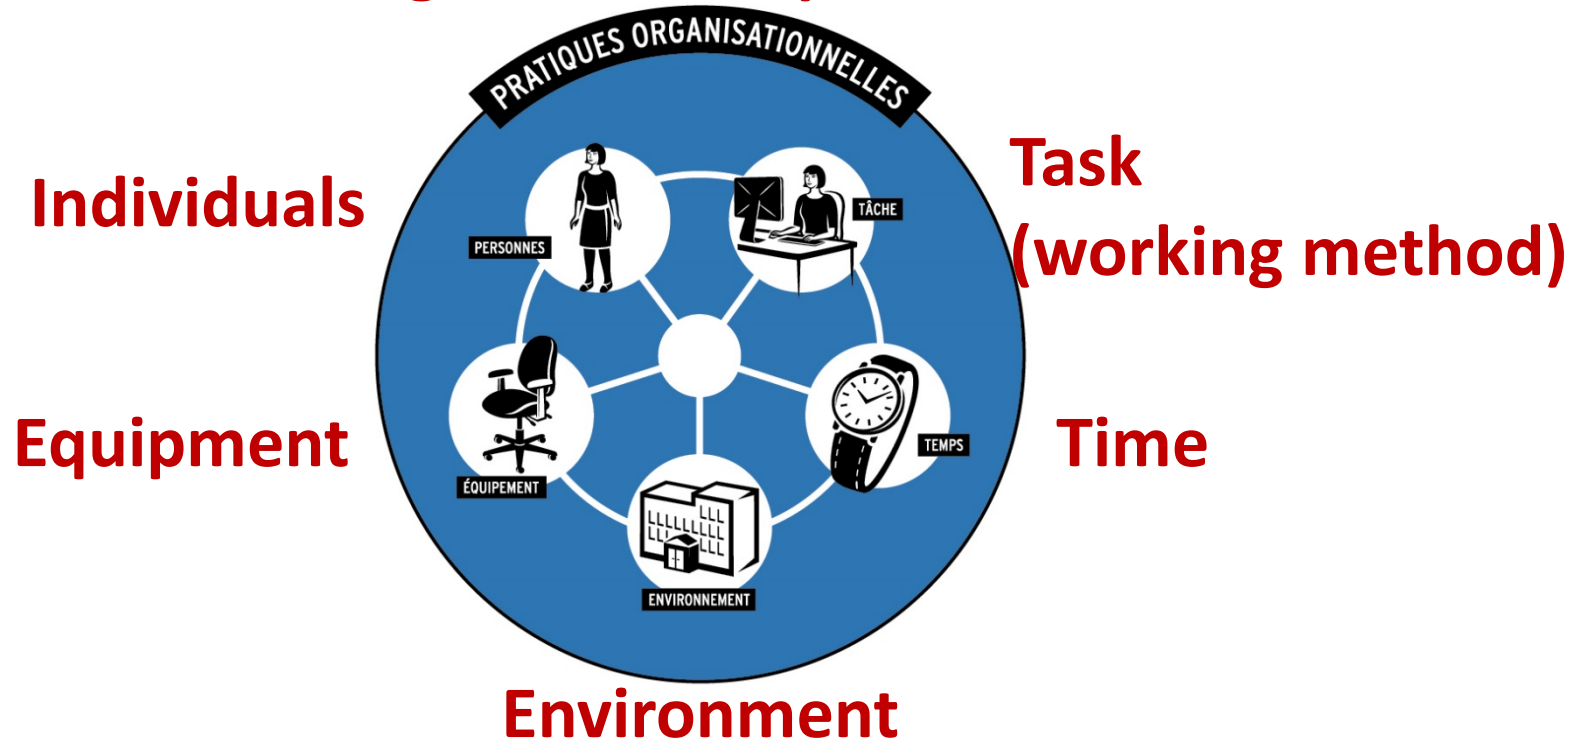 PRATIQUES ORGANISATIONNELLES
Individuals
PERSONNES
Task
(working method)
TÂCHE
Equipment
ÉQUIPEMENT
Time
TEMPS
ENVIRONNEMENT
Environment